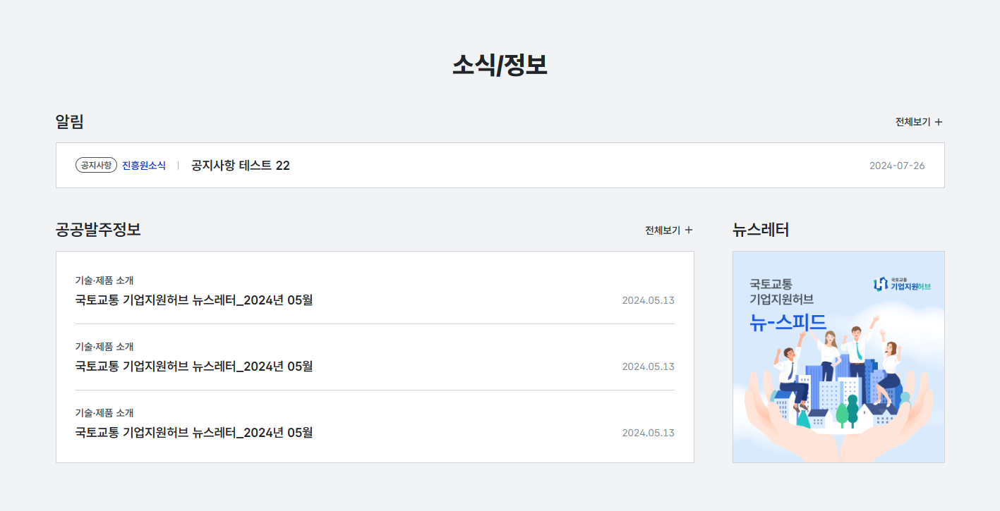 소식/정보
알림
전체보기 +
공지사항 진흥원소식 | 공지사항 테스트 22 2024-07-26
공공발주정보
전체보기 +
기술·제품 소개
국토교통 기업지원허브 뉴스레터_2024년 05월 2024.05.13
기술·제품 소개
국토교통 기업지원허브 뉴스레터_2024년 05월 2024.05.13
기술·제품 소개
국토교통 기업지원허브 뉴스레터_2024년 05월 2024.05.13
뉴스레터
국토교통
기업지원허브
뉴-스피드
국토교통
기업지원허브